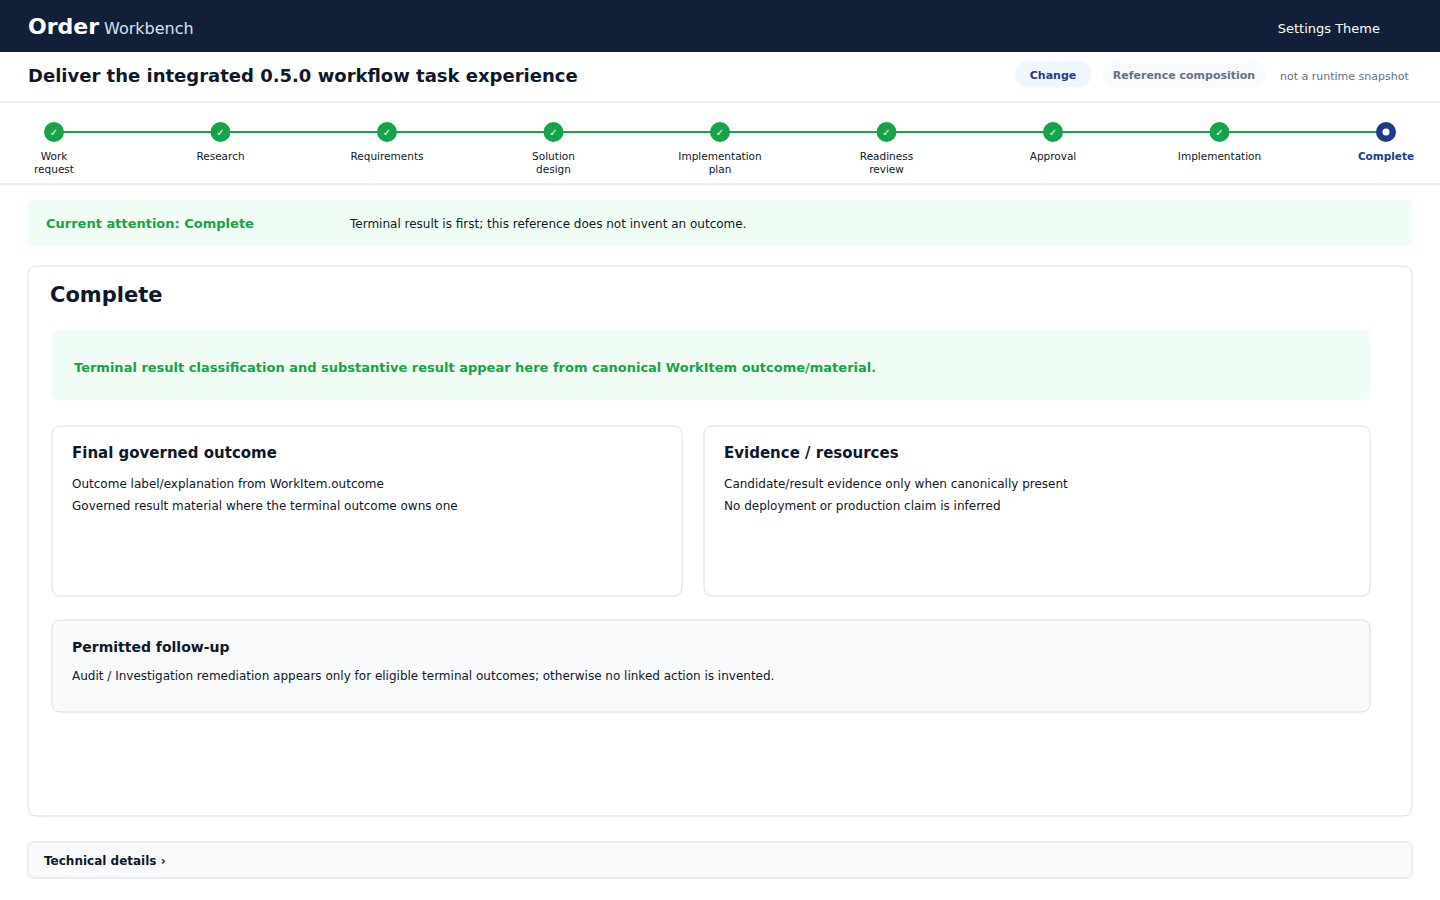 Order Workbench
Settings Theme
Deliver the integrated 0.5.0 workflow task experience
Change
Reference composition
not a runtime snapshot
✓ ✓ ✓ ✓ ✓ ✓ ✓ ✓
Work
request
Research
Requirements
Solution
design
Implementation
plan
Readiness
review
Approval
Implementation
Complete
Current attention: Complete
Terminal result is first; this reference does not invent an outcome.
Complete
Terminal result classification and substantive result appear here from canonical WorkItem outcome/material.
Final governed outcome
Outcome label/explanation from WorkItem.outcome
Governed result material where the terminal outcome owns one
Evidence / resources
Candidate/result evidence only when canonically present
No deployment or production claim is inferred
Permitted follow-up
Audit / Investigation remediation appears only for eligible terminal outcomes; otherwise no linked action is invented.
Technical details ›